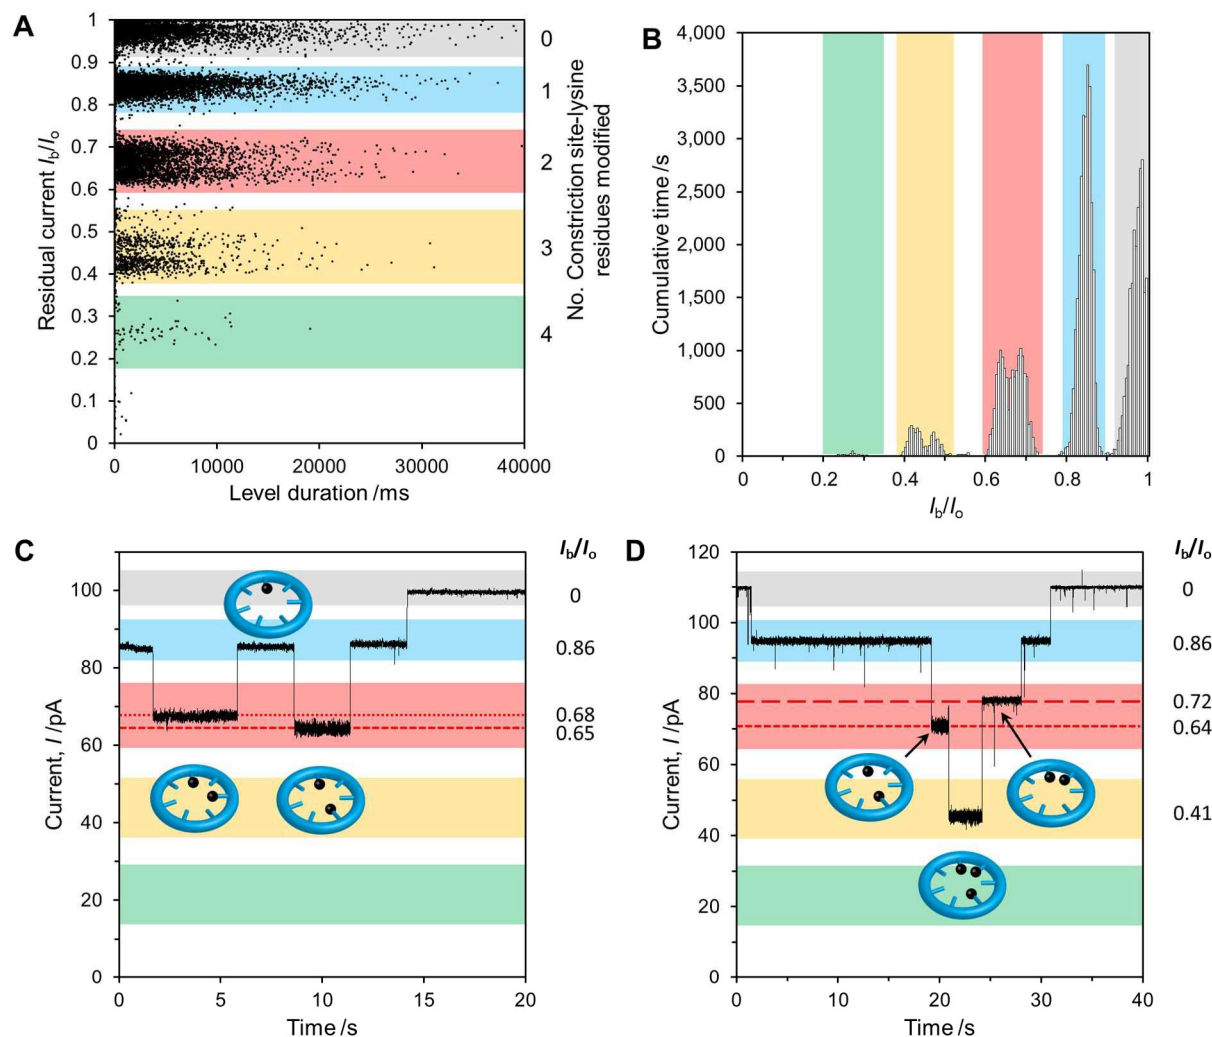 A
Residual current Ib/Io
1
0.9
0.8
0.7
0.6
0.5
0.4
0.3
0.2
0.1
0
0
1
2
3
4
No. Constriction site-lysine
residues modified
0 10000 20000 30000 40000
Level duration /ms
B
Cumulative time /s
4,000
3,500
3,000
2,500
2,000
1,500
1,000
500
0
0 0.2 0.4 0.6 0.8 1
Ib/Io
C
Current, I /pA
100
80
60
40
20
0
Ib/Io
0
0.86
0.68
0.65
0 5 10 15 20
Time /s
D
Current, I /pA
120
100
80
60
40
20
0
Ib/Io
0
0.86
0.72
0.64
0.41
0 10 20 30 40
Time /s